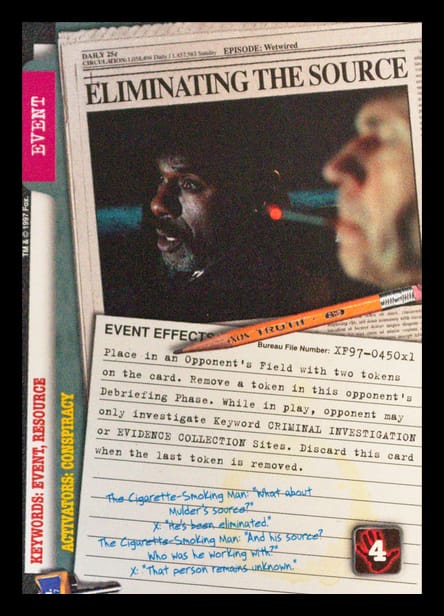 DAILY 25¢
CIRCULATION: Daily / Sunday EPISODE: Wetwired
ELIMINATING THE SOURCE
EVENT
TM & © 1997 Fox.
KEYWORDS: EVENT, RESOURCE
ACTIVATORS: CONSPIRACY
TRUTH
EVENT EFFECTS
Bureau File Number: XF97-0450x1
Place in an Opponent's Field with two tokens
on the card. Remove a token in this opponent's
Debriefing Phase. While in play, opponent may
only investigate Keyword CRIMINAL INVESTIGATION
or EVIDENCE COLLECTION Sites. Discard this card
when the last token is removed.
The Cigarette-Smoking Man: "What about
Mulder's source?"
X: "He's been eliminated."
The Cigarette-Smoking Man: "And his source?
Who was he working with?"
X: "That person remains unknown."
4